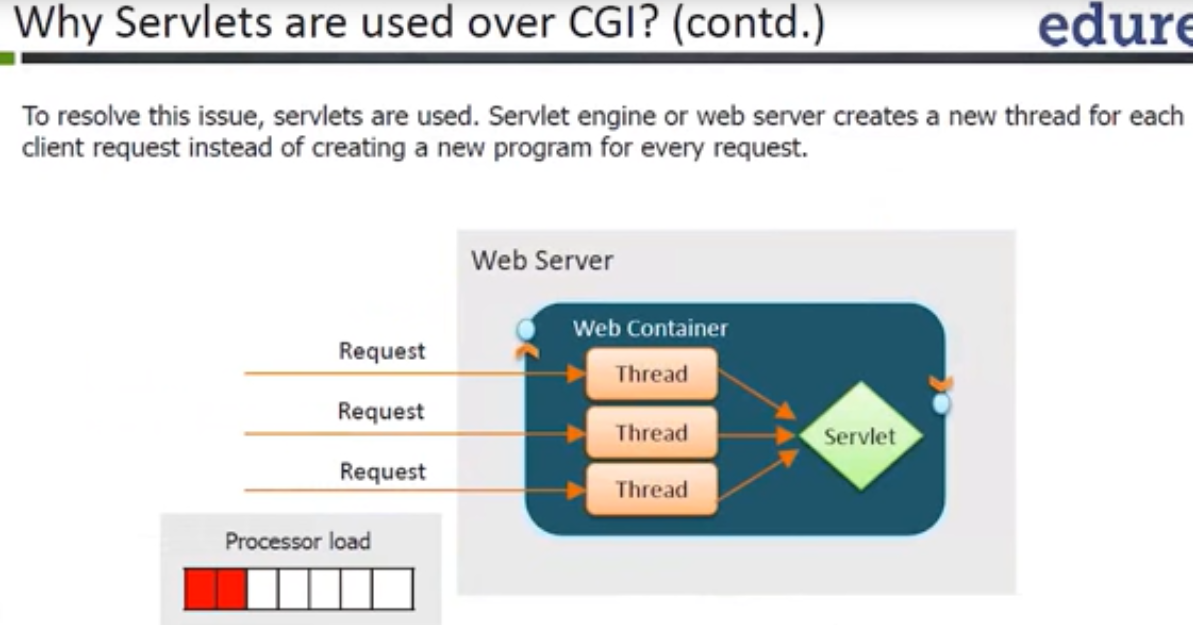 Why Servlets are used over CGI? (contd.)
edure
To resolve this issue, servlets are used. Servlet engine or web server creates a new thread for each
client request instead of creating a new program for every request.
Web Server
Web Container
Request
Thread
Request
Thread
Servlet
Request
Thread
Processor load